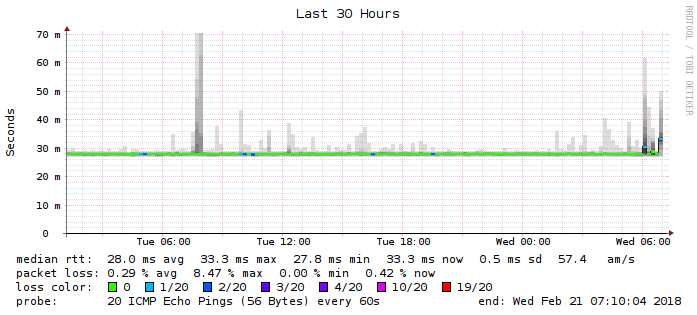 Last 30 Hours
RRDTOOL / TOBI OETIKER
Seconds
70 m
60 m
50 m
40 m
30 m
20 m
10 m
0
Tue 06:00 Tue 12:00 Tue 18:00 Wed 00:00 Wed 06:00
median rtt: 28.0 ms avg 33.3 ms max 27.8 ms min 33.3 ms now 0.5 ms sd 57.4 am/s
packet loss: 0.29 % avg 8.47 % max 0.00 % min 0.42 % now
loss color: 0 1/20 2/20 3/20 4/20 10/20 19/20
probe: 20 ICMP Echo Pings (56 Bytes) every 60s end: Wed Feb 21 07:10:04 2018